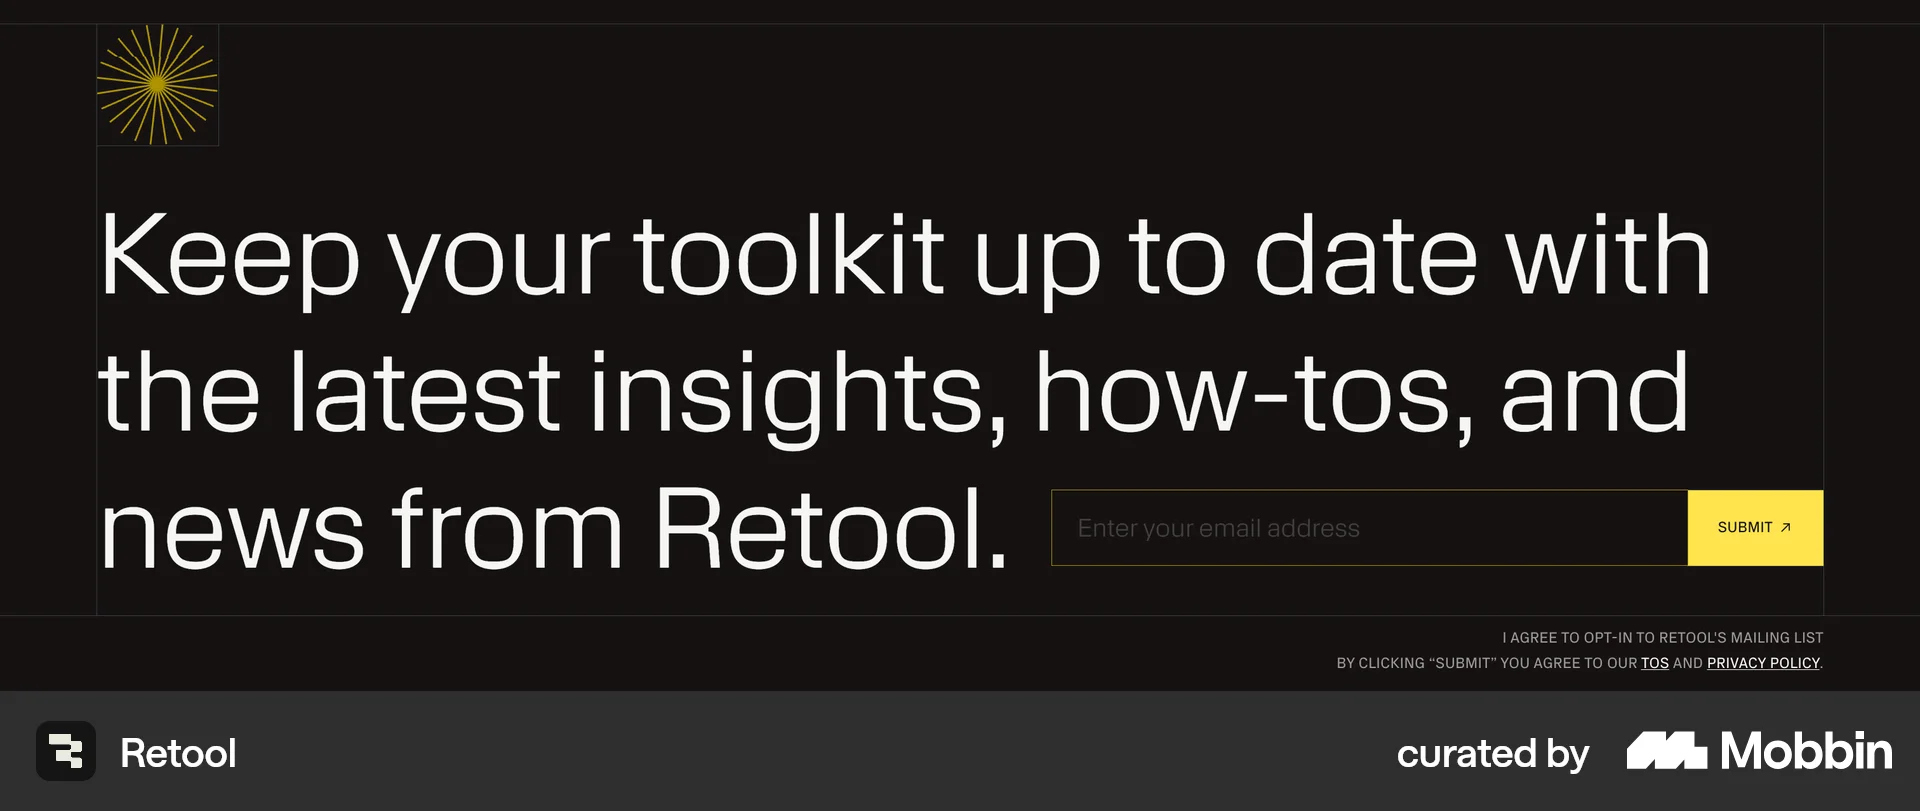 Keep your toolkit up to date with
the latest insights, how-tos, and
news from Retool.
Enter your email address
SUBMIT ↗
I AGREE TO OPT-IN TO RETOOL'S MAILING LIST
BY CLICKING “SUBMIT” YOU AGREE TO OUR TOS AND PRIVACY POLICY.
Retool
curated by Mobbin